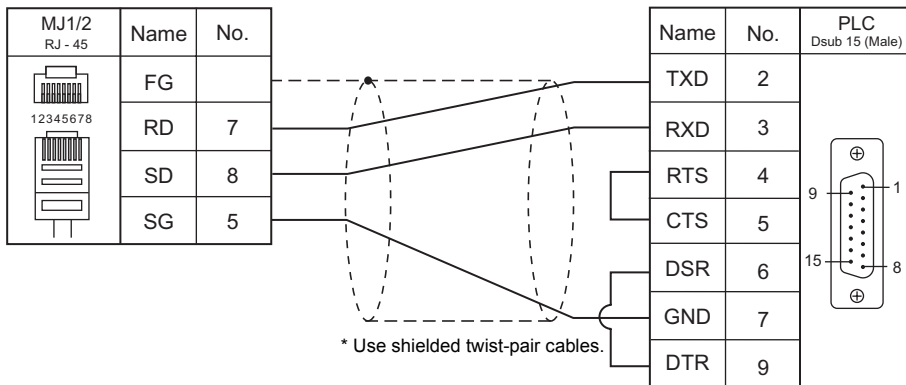 MJ1/2
RJ - 45
Name No.
FG
RD 7
SD 8
SG 5
12345678
* Use shielded twist-pair cables.
Name No.
PLC
Dsub 15 (Male)
TXD 2
RXD 3
RTS 4
CTS 5
DSR 6
GND 7
DTR 9
9 1
15 8